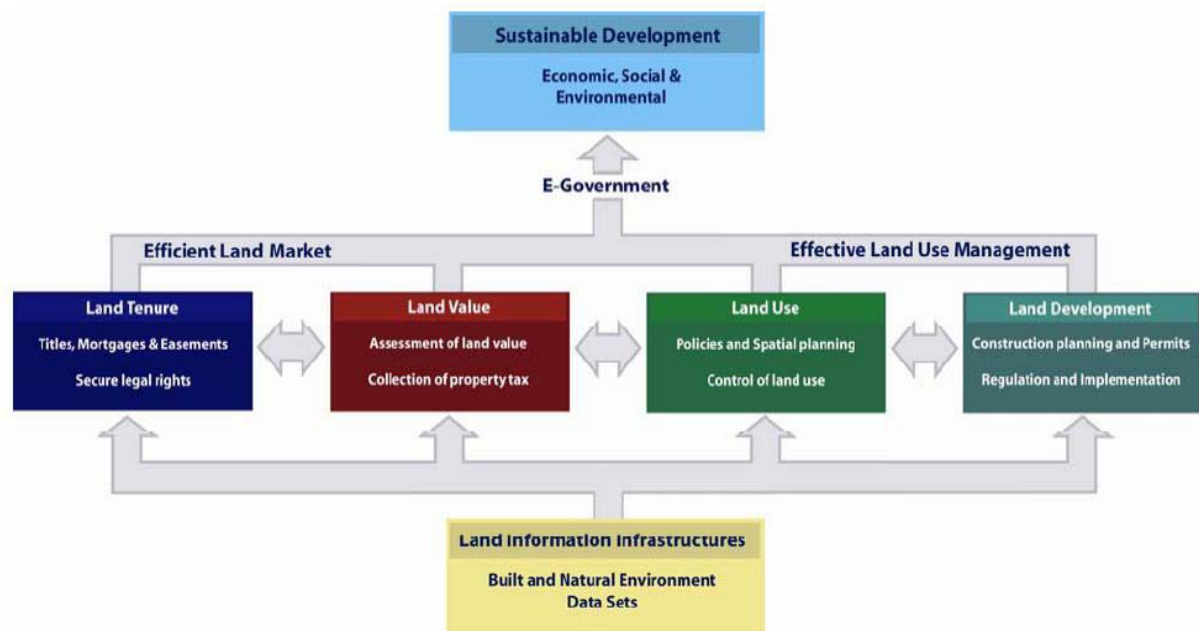 Sustainable Development
Economic, Social &
Environmental
E-Government
Efficient Land Market
Effective Land Use Management
Land Tenure
Titles, Mortgages & Easements
Secure legal rights
Land Value
Assessment of land value
Collection of property tax
Land Use
Policies and Spatial planning
Control of land use
Land Development
Construction planning and Permits
Regulation and Implementation
Land Information Infrastructures
Built and Natural Environment
Data Sets